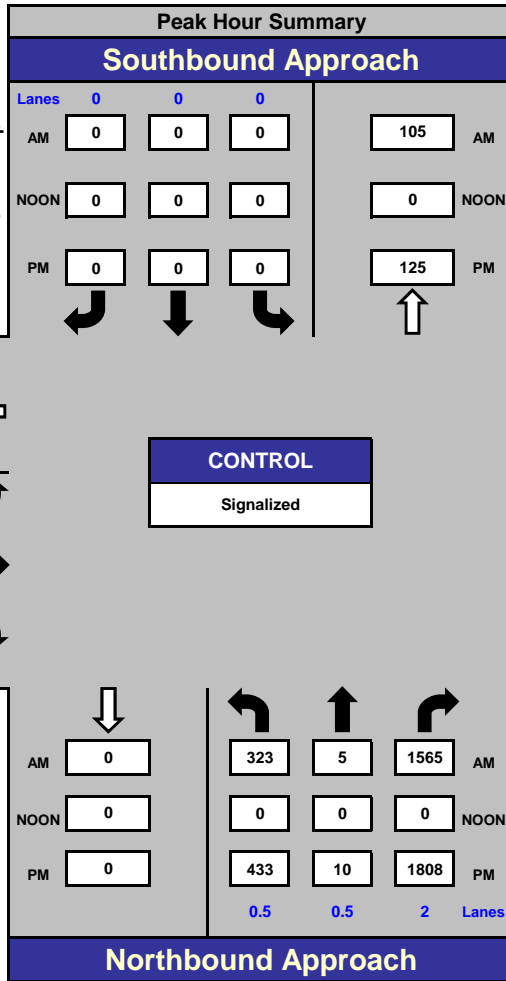 Peak Hour Summary
Southbound Approach
Lanes 0 0 0
AM 0 0 0 105 AM
NOON 0 0 0 0 NOON
PM 0 0 0 125 PM
CONTROL
Signalized
AM 0 323 5 1565 AM
NOON 0 0 0 0 NOON
PM 0 433 10 1808 PM
0.5 0.5 2 Lanes
Northbound Approach